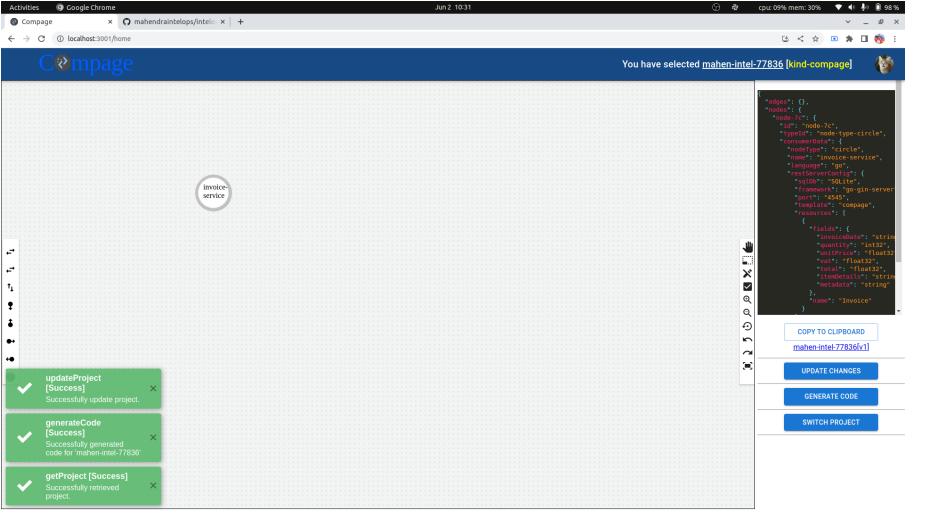 Activities
Google Chrome
Jun 2 10:31
cpu: 09% mem: 30%
98 %
Compage
mahendraintelops/intelo
localhost:3001/home
Compage
You have selected mahen-intel-77836 [kind-compage]
invoice-
service
{
"edges": {},
"nodes": {
"node-7c": {
"id": "node-7c",
"typeId": "node-type-circle",
"consumerData": {
"nodeType": "circle",
"name": "invoice-service",
"language": "go",
"restServerConfig": {
"sqlDb": "SQLite",
"framework": "go-gin-server
"port": "4545",
"template": "compage",
"resources": [
{
"fields": {
"invoiceDate": "strin
"quantity": "int32",
"unitPrice": "float32
"vat": "float32",
"total": "float32",
"itemDetails": "strin
"metadata": "string"
},
"name": "Invoice"
}
COPY TO CLIPBOARD
mahen-intel-77836[v1]
UPDATE CHANGES
GENERATE CODE
SWITCH PROJECT
updateProject
[Success]
Successfully update project.
generateCode
[Success]
Successfully generated
code for 'mahen-intel-77836'
getProject [Success]
Successfully retrieved
project.